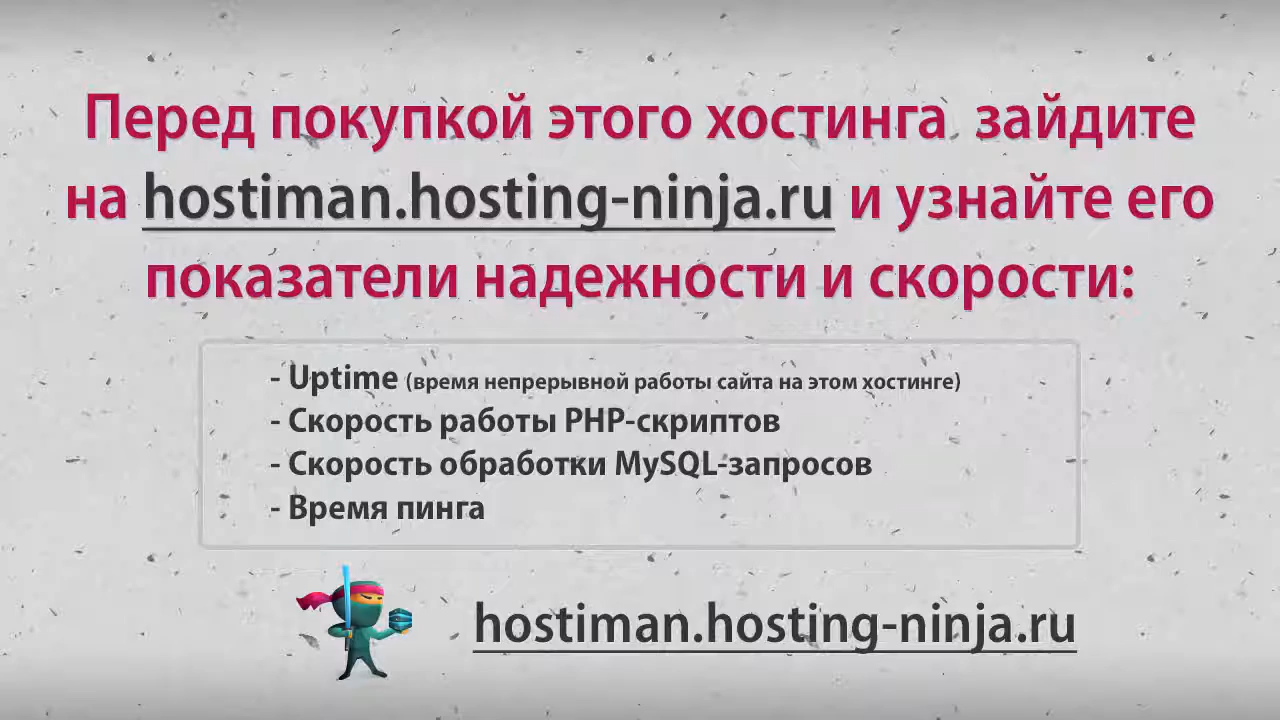 Перед покупкой этого хостинга зайдите
на hostiman.hosting-ninja.ru и узнайте его
показатели надежности и скорости:
- Uptime (время непрерывной работы сайта на этом хостинге)
- Скорость работы PHP-скриптов
- Скорость обработки MySQL-запросов
- Время пинга
hostiman.hosting-ninja.ru